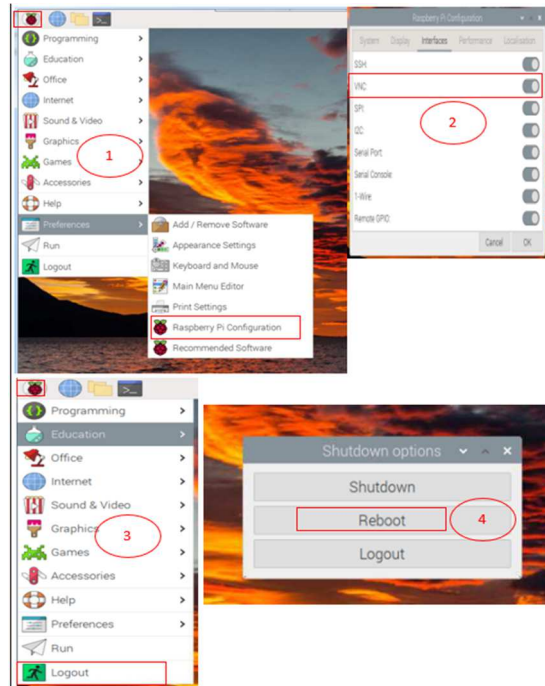 Programming
Education
Office
Internet
Sound & Video
Graphics
Games
Accessories
Help
Preferences
Run
Logout
1
Add / Remove Software
Appearance Settings
Keyboard and Mouse
Main Menu Editor
Print Settings
Raspberry Pi Configuration
Recommended Software
Raspberry Pi Configuration
System Display Interfaces Performance Localisation
SSH:
VNC:
SPI:
I2C:
Serial Port:
Serial Console:
1-Wire:
Remote GPIO:
2
Cancel OK
Programming
Education
Office
Internet
Sound & Video
Graphics
Games
Accessories
Help
Preferences
Run
Logout
3
Shutdown options
Shutdown
Reboot
Logout
4